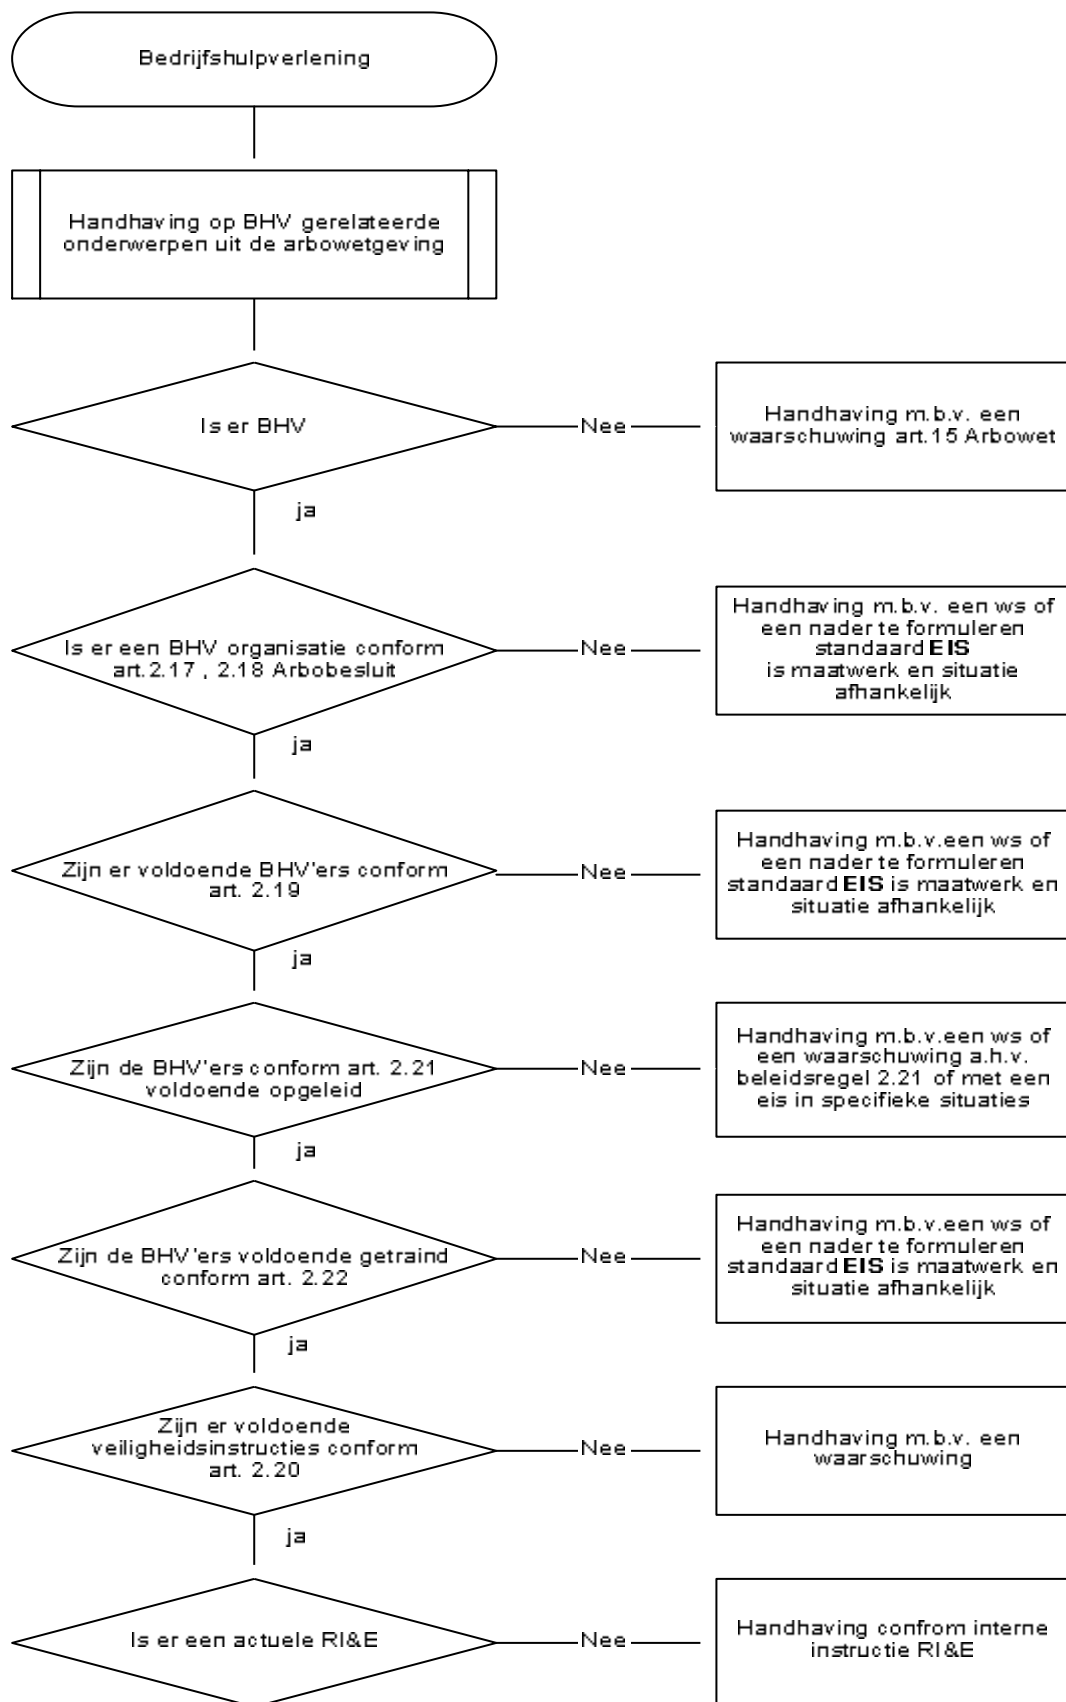 Bedrijfshulpverlening
Handhaving op BHV gerelateerde
onderwerpen uit de arbowetgeving
Is er BHV
Nee
Handhaving m.b.v. een
waarschuwing art.15 Arbowet
ja
Is er een BHV organisatie conform
art.2.17 , 2.18 Arbobesluit
Nee
Handhaving m.b.v. een ws of
een nader te formuleren
standaard EIS
is maatwerk en situatie
afhankelijk
ja
Zijn er voldoende BHV'ers conform
art. 2.19
Nee
Handhaving m.b.v.een ws of
een nader te formuleren
standaard EIS is maatwerk en
situatie afhankelijk
ja
Zijn de BHV'ers conform art. 2.21
voldoende opgeleid
Nee
Handhaving m.b.v.een ws of
een waarschuwing a.h.v.
beleidsregel 2.21 of met een
eis in specifieke situaties
ja
Zijn de BHV'ers voldoende getraind
conform art. 2.22
Nee
Handhaving m.b.v.een ws of
een nader te formuleren
standaard EIS is maatwerk en
situatie afhankelijk
ja
Zijn er voldoende
veiligheidsinstructies conform
art. 2.20
Nee
Handhaving m.b.v. een
waarschuwing
ja
Is er een actuele RI&E
Nee
Handhaving confrom interne
instructie RI&E